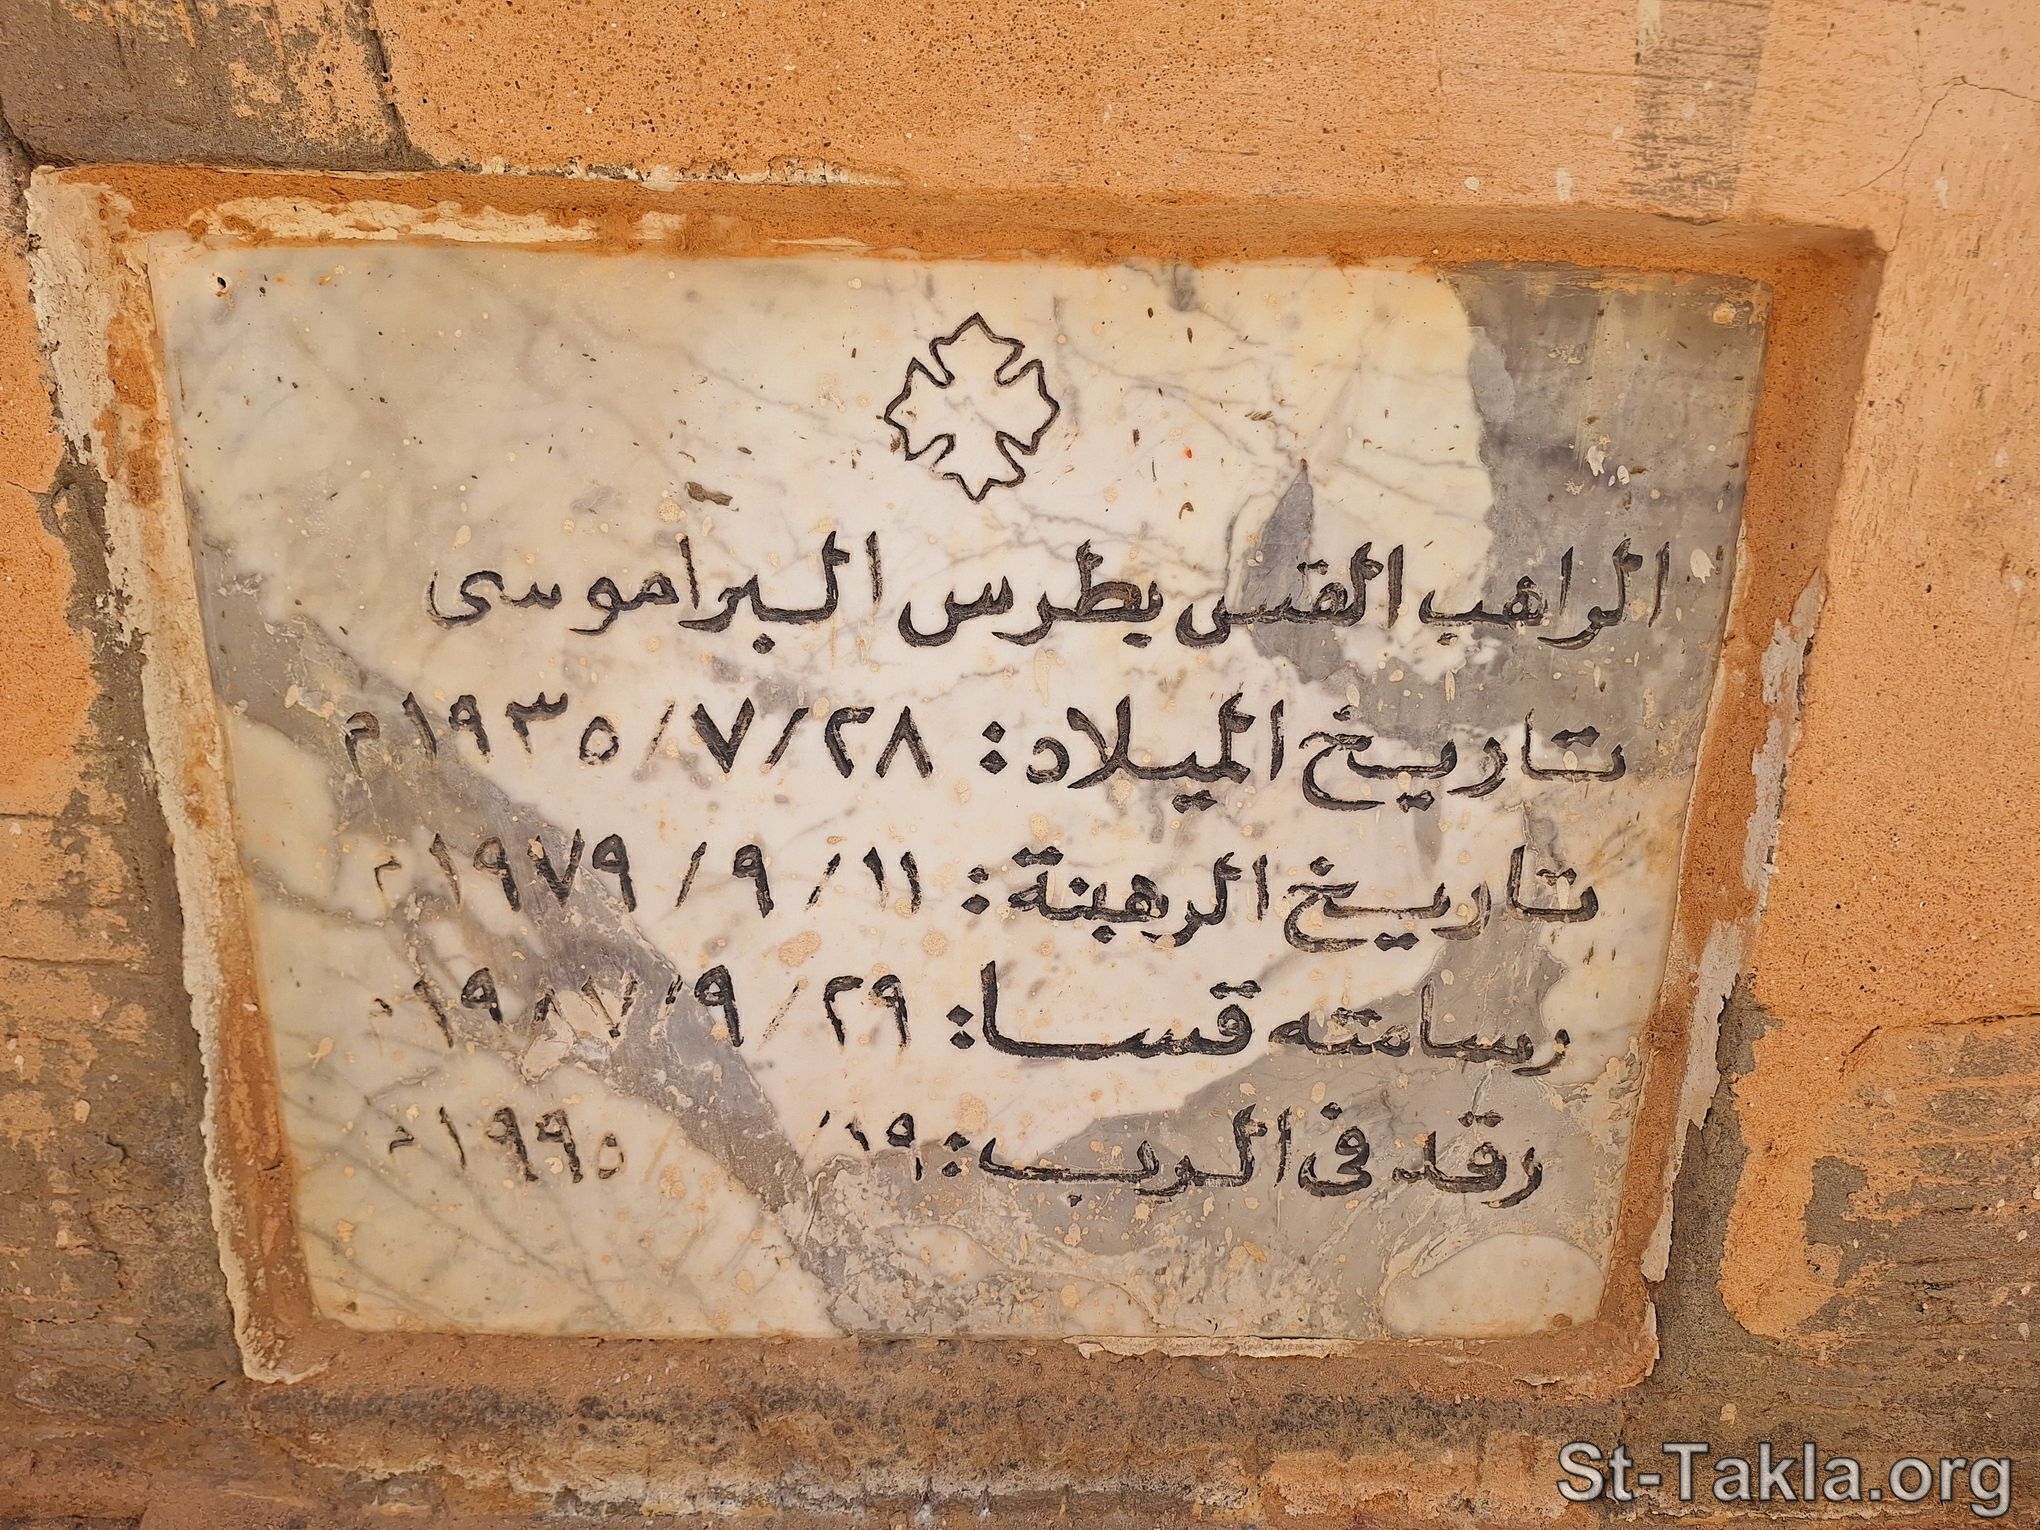 الراهب القس بطرس البراموسى
تاريخ الميلاد: ٢٨/٧/١٩٣٥م
تاريخ الرهبنة: ١١/٩/١٩٧٩م
رسامته قسا: ٢٩/٩/١٩٨٧م
رقد فى الرب: ١٩٩٥م
St-Takla.org